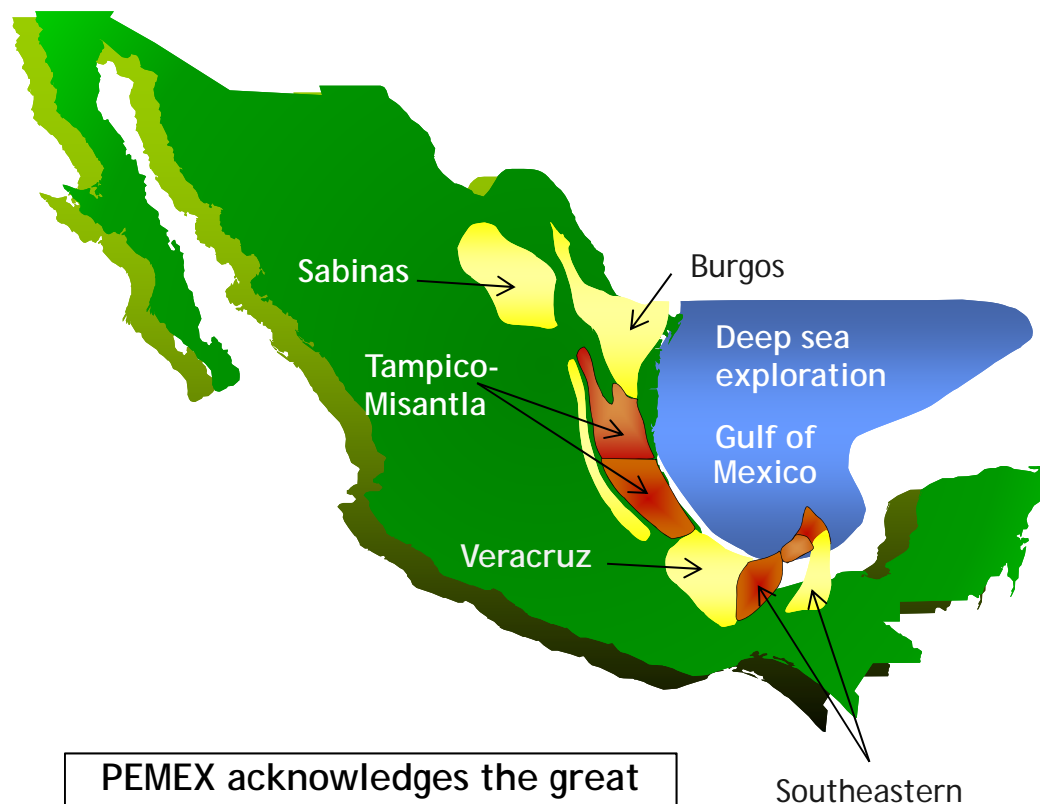 Sabinas
Burgos
Deep sea
exploration
Tampico-
Misantla
Gulf of
Mexico
Veracruz
PEMEX acknowledges the great
Southeastern